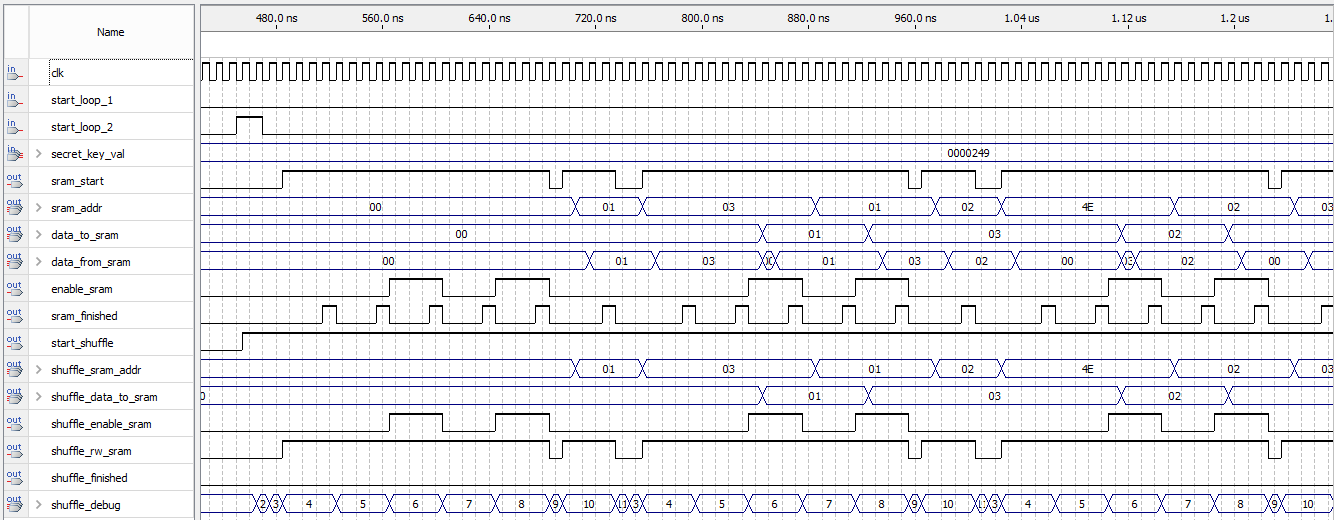 Name 480.0 ns 560.0 ns 640.0 ns 720.0 ns 800.0 ns 880.0 ns 960.0 ns 1.04 us 1.12 us 1.2 us 1.
in clk
in start_loop_1
in start_loop_2
in > secret_key_val 0000249
out sram_start
out > sram_addr 00 01 03 01 02 4E 02 03
out > data_to_sram 00 01 03 02
out > data_from_sram 00 01 03 01 03 02 00 02 00
out enable_sram
out sram_finished
out start_shuffle
out > shuffle_sram_addr 01 03 01 02 4E 02 03
out > shuffle_data_to_sram 0 01 03 02
out shuffle_enable_sram
out shuffle_rw_sram
out shuffle_finished
out > shuffle_debug 2 3 4 5 6 7 8 9 10 11 3 4 5 6 7 8 9 10 3 4 5 6 7 8 9 10